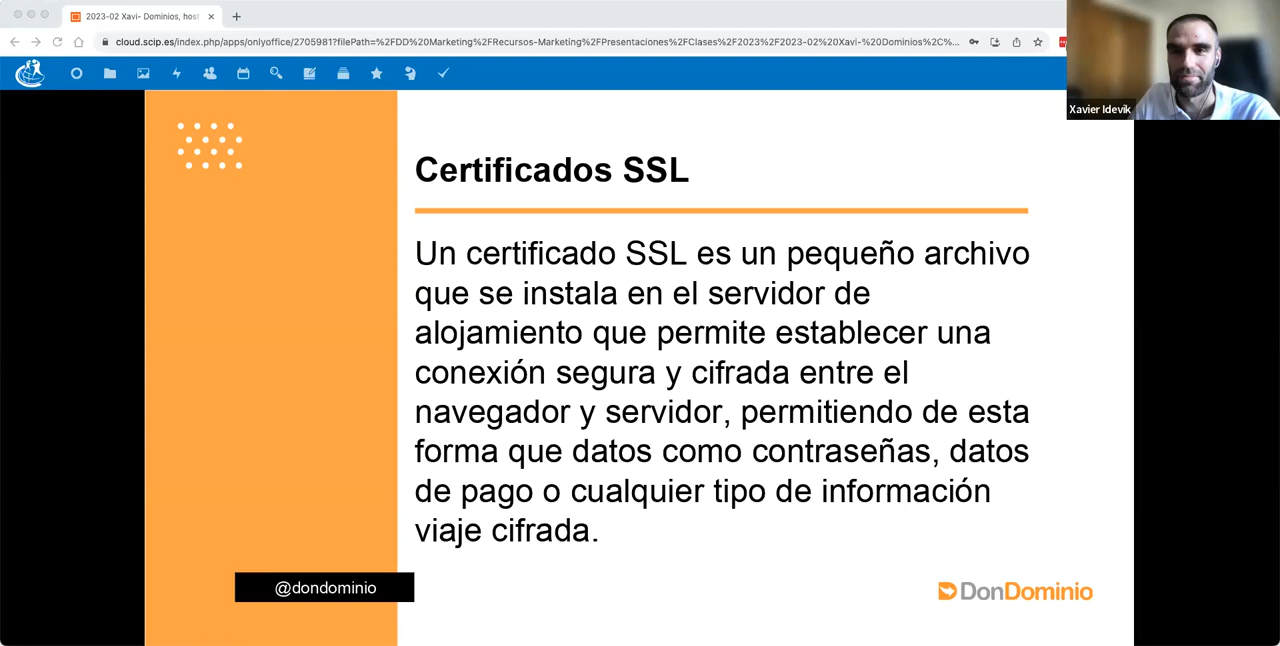 2023-02 Xavi- Dominios, host
cloud.scip.es/index.php/apps/onlyoffice/2705981?filePath=%2FDD%20Marketing%2FRecursos-Marketing%2FPresentaciones%2FClases%2F2023%2F2023-02%20Xavi-%20Dominios%2C%...
Xavier Idevik
Certificados SSL
Un certificado SSL es un pequeño archivo
que se instala en el servidor de
alojamiento que permite establecer una
conexión segura y cifrada entre el
navegador y servidor, permitiendo de esta
forma que datos como contraseñas, datos
de pago o cualquier tipo de información
viaje cifrada.
@dondominio
DonDominio